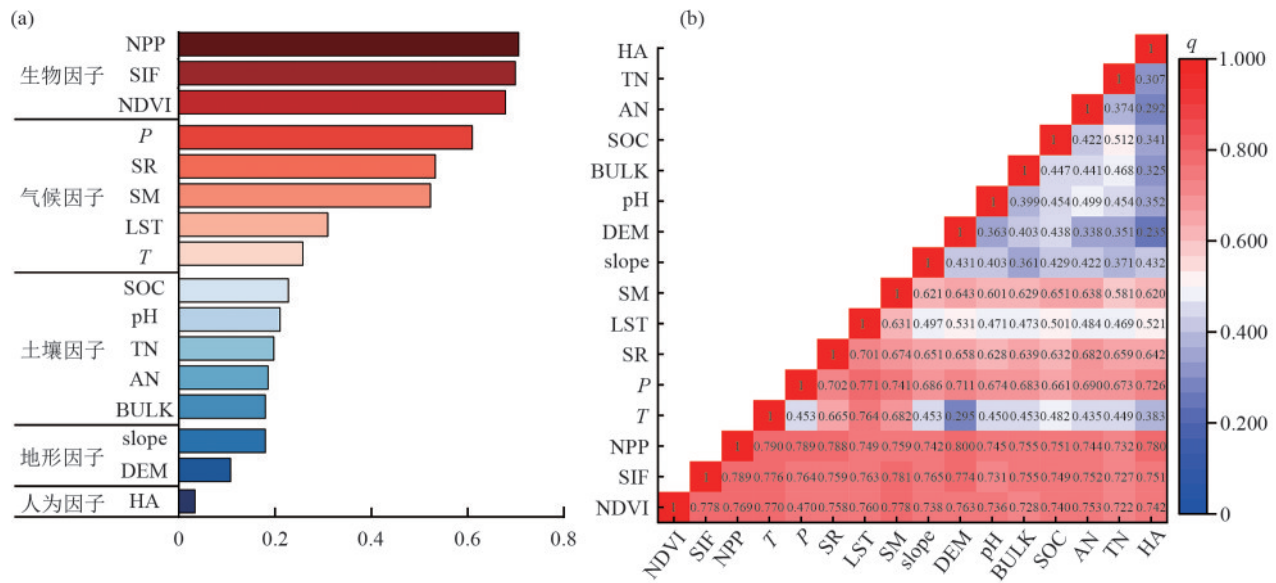 (a)
生物因子
NPP
SIF
NDVI
气候因子
P
SR
SM
LST
T
土壤因子
SOC
pH
TN
AN
BULK
地形因子
slope
DEM
人为因子
HA
0 0.2 0.4 0.6 0.8
(b)
HA 1
TN 1 0.307
AN 1 0.374 0.292
SOC 1 0.422 0.512 0.341
BULK 1 0.447 0.441 0.468 0.325
pH 1 0.399 0.454 0.499 0.454 0.352
DEM 1 0.363 0.403 0.438 0.338 0.351 0.235
slope 1 0.431 0.403 0.361 0.429 0.422 0.371 0.432
SM 1 0.621 0.643 0.601 0.629 0.651 0.638 0.581 0.620
LST 1 0.631 0.497 0.531 0.471 0.473 0.501 0.484 0.469 0.521
SR 1 0.701 0.674 0.651 0.658 0.628 0.639 0.632 0.682 0.659 0.642
P 1 0.702 0.771 0.741 0.686 0.711 0.674 0.683 0.661 0.690 0.673 0.726
T 1 0.453 0.665 0.764 0.682 0.453 0.295 0.450 0.453 0.482 0.435 0.449 0.383
NPP 1 0.790 0.789 0.788 0.749 0.759 0.742 0.800 0.745 0.755 0.751 0.744 0.732 0.780
SIF 1 0.789 0.776 0.764 0.759 0.763 0.781 0.765 0.774 0.731 0.755 0.749 0.752 0.727 0.751
NDVI 1 0.778 0.769 0.770 0.470 0.758 0.760 0.778 0.738 0.763 0.736 0.728 0.740 0.753 0.722 0.742
NDVI SIF NPP T P SR LST SM slope DEM pH BULK SOC AN TN HA
q
1.000
0.800
0.600
0.400
0.200
0